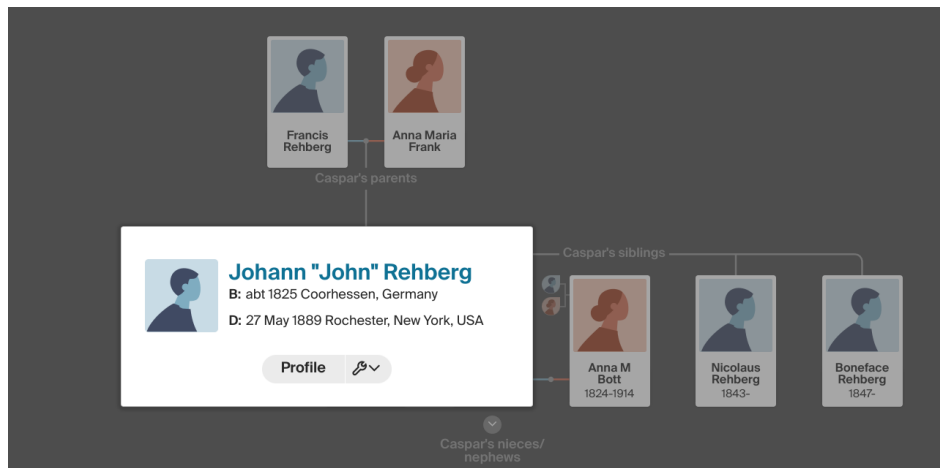 Francis
Rehberg
Anna Maria
Frank
Caspar's parents
Johann "John" Rehberg
B: abt 1825 Coorhessen, Germany
D: 27 May 1889 Rochester, New York, USA
Profile
Caspar's siblings
Anna M
Bott
1824-1914
Nicolaus
Rehberg
1843-
Boneface
Rehberg
1847-
Caspar's nieces/
nephews